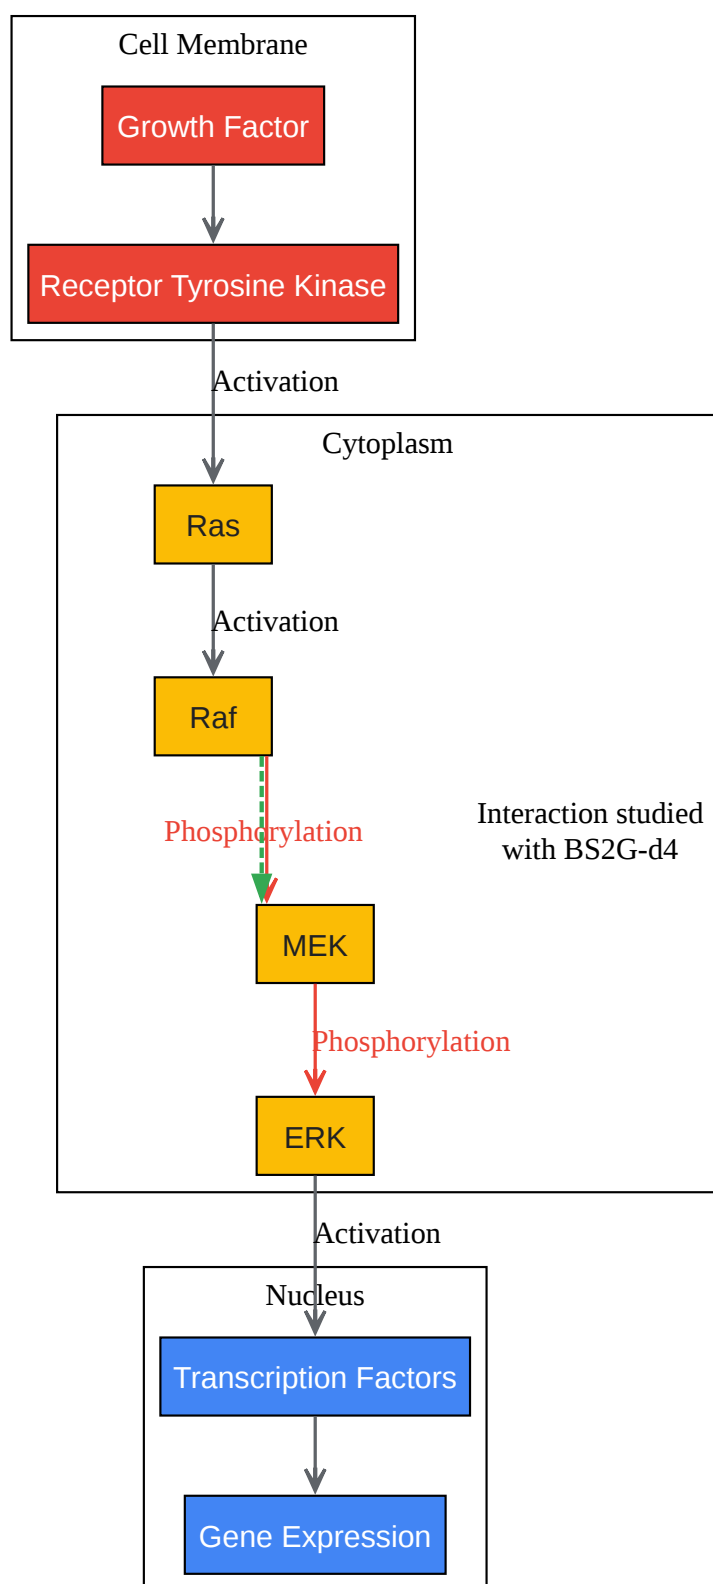 Cell Membrane
Growth Factor
Receptor Tyrosine Kinase
Activation
Cytoplasm
Ras
Activation
Raf
Phosphorylation
Interaction studied
with BS2G-d4
MEK
Phosphorylation
ERK
Activation
Nucleus
Transcription Factors
Gene Expression